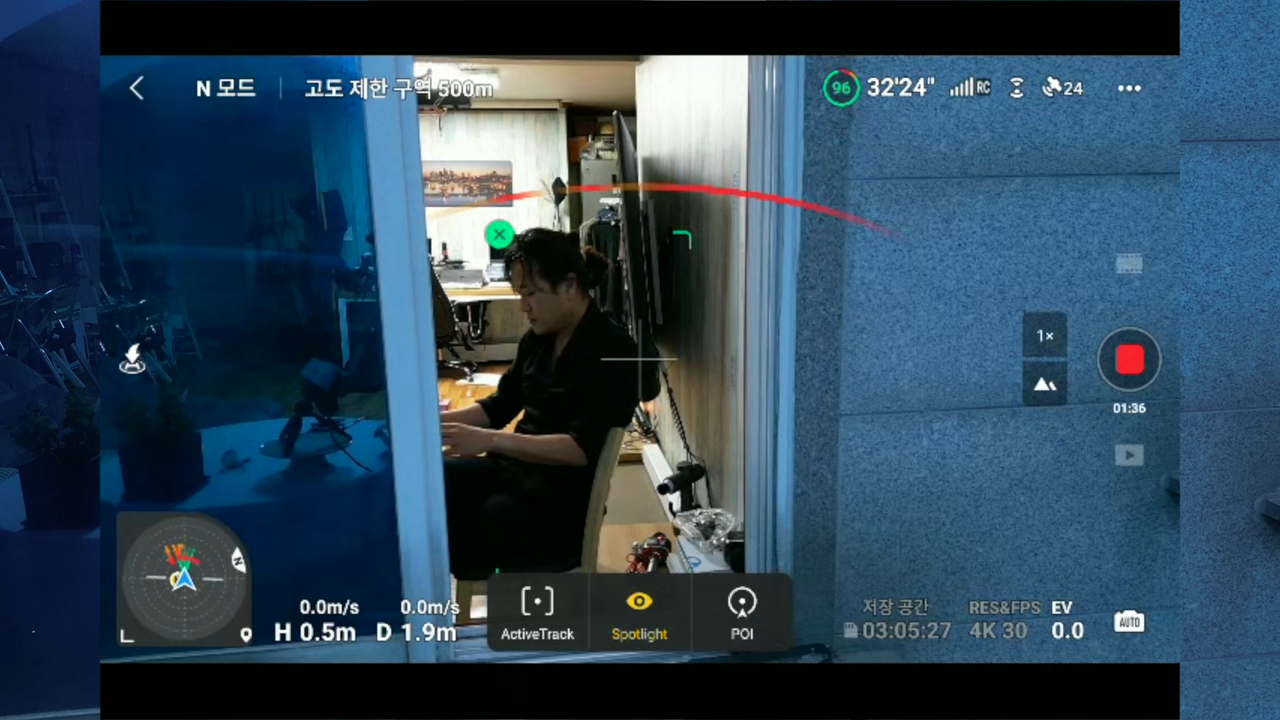 N 모드
고도 제한 구역 500m
96
32'24"
RC
24
1×
01:36
N
0.0m/s
0.0m/s
H 0.5m
D 1.9m
ActiveTrack
Spotlight
POI
저장 공간
03:05:27
RES&FPS
4K 30
EV
0.0
AUTO